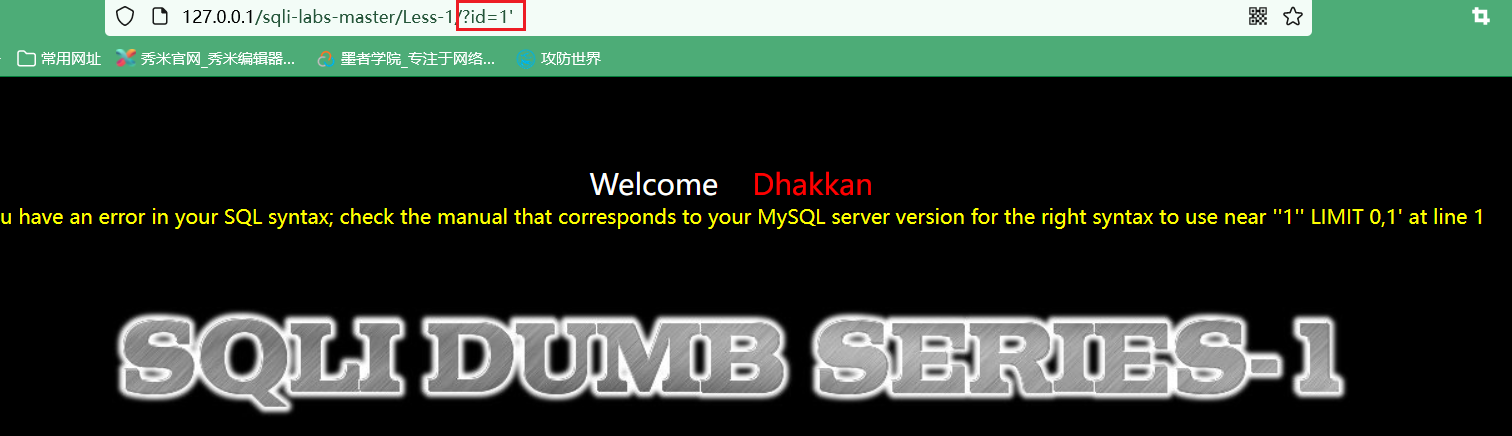 127.0.0.1/sqli-labs-master/Less-1/?id=1'
常用网址 秀米官网_秀米编辑器... 墨者学院_专注于网络... 攻防世界
Welcome Dhakkan
u have an error in your SQL syntax; check the manual that corresponds to your MySQL server version for the right syntax to use near ''1'' LIMIT 0,1' at line 1
SQLI DUMB SERIES-1